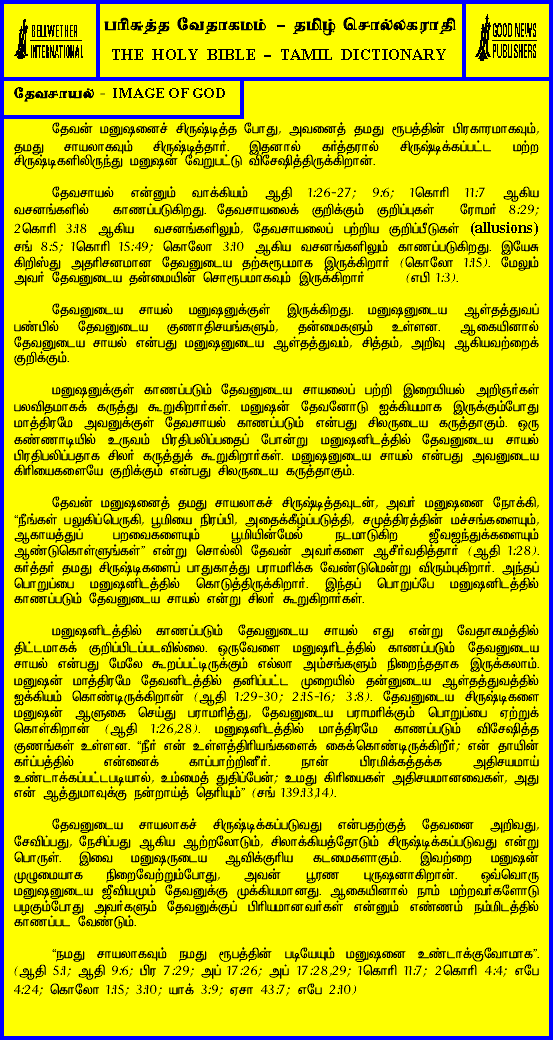 BELLWETHER
INTERNATIONAL
பரிசுத்த வேதாகமம் - தமிழ் சொல்லகராதி
THE HOLY BIBLE - TAMIL DICTIONARY
GOOD NEWS
PUBLISHERS
தேவசாயல் - IMAGE OF GOD
தேவன் மனுஷனைச் சிருஷ்டித்த போது, அவனைத் தமது ரூபத்தின் பிரகாரமாகவும்,
தமது சாயலாகவும் சிருஷ்டித்தார். இதனால் கர்த்தரால் சிருஷ்டிக்கப்பட்ட மற்ற
சிருஷ்டிகளிலிருந்து மனுஷன் வேறுபட்டு விசேஷித்திருக்கிறான்.
தேவசாயல் என்னும் வாக்கியம் ஆதி 1:26-27; 9:6; 1கொரி 11:7 ஆகிய
வசனங்களில் காணப்படுகிறது. தேவசாயலைக் குறிக்கும் குறிப்புகள் ரோமர் 8:29;
2கொரி 3:18 ஆகிய வசனங்களிலும், தேவசாயலைப் பற்றிய குறிப்பீடுகள் (allusions)
சங் 8:5; 1கொரி 15:49; கொலோ 3:10 ஆகிய வசனங்களிலும் காணப்படுகிறது. இயேசு
கிறிஸ்து அதரிசனமான தேவனுடைய தற்சுரூபமாக இருக்கிறார் (கொலோ 1:15). மேலும்
அவர் தேவனுடைய தன்மையின் சொரூபமாகவும் இருக்கிறார் (எபி 1:3).
தேவனுடைய சாயல் மனுஷனுக்குள் இருக்கிறது. மனுஷனுடைய ஆள்தத்துவப்
பண்பில் தேவனுடைய குணாதிசயங்களும், தன்மைகளும் உள்ளன. ஆகையினால்
தேவனுடைய சாயல் என்பது மனுஷனுடைய ஆள்தத்துவம், சித்தம், அறிவு ஆகியவற்றைக்
குறிக்கும்.
மனுஷனுக்குள் காணப்படும் தேவனுடைய சாயலைப் பற்றி இறையியல் அறிஞர்கள்
பலவிதமாகக் கருத்து கூறுகிறார்கள். மனுஷன் தேவனோடு ஐக்கியமாக இருக்கும்போது
மாத்திரமே அவனுக்குள் தேவசாயல் காணப்படும் என்பது சிலருடைய கருத்தாகும். ஒரு
கண்ணாடியில் உருவம் பிரதிபலிப்பதைப் போன்று மனுஷனிடத்தில் தேவனுடைய சாயல்
பிரதிபலிப்பதாக சிலர் கருத்துக் கூறுகிறார்கள். மனுஷனுடைய சாயல் என்பது அவனுடைய
கிரியைகளையே குறிக்கும் என்பது சிலருடைய கருத்தாகும்.
தேவன் மனுஷனைத் தமது சாயலாகச் சிருஷ்டித்தவுடன், அவர் மனுஷனை நோக்கி,
"நீங்கள் பலுகிப்பெருகி, பூமியை நிரப்பி, அதைக்கீழ்ப்படுத்தி, சமுத்திரத்தின் மச்சங்களையும்,
ஆகாயத்துப் பறவைகளையும் பூமியின்மேல் நடமாடுகிற ஜீவஜந்துக்களையும்
ஆண்டுகொள்ளுங்கள்" என்று சொல்லி தேவன் அவர்களை ஆசீர்வதித்தார் (ஆதி 1:28).
கர்த்தர் தமது சிருஷ்டிகளைப் பாதுகாத்து பராமரிக்க வேண்டுமென்று விரும்புகிறார். அந்தப்
பொறுப்பை மனுஷனிடத்தில் கொடுத்திருக்கிறார். இந்தப் பொறுப்பே மனுஷனிடத்தில்
காணப்படும் தேவனுடைய சாயல் என்று சிலர் கூறுகிறார்கள்.
மனுஷனிடத்தில் காணப்படும் தேவனுடைய சாயல் எது என்று வேதாகமத்தில்
திட்டமாகக் குறிப்பிடப்படவில்லை. ஒருவேளை மனுஷரிடத்தில் காணப்படும் தேவனுடைய
சாயல் என்பது மேலே கூறப்பட்டிருக்கும் எல்லா அம்சங்களும் நிறைந்ததாக இருக்கலாம்.
மனுஷன் மாத்திரமே தேவனிடத்தில் தனிப்பட்ட முறையில் தன்னுடைய ஆள்தத்துவத்தில்
ஐக்கியம் கொண்டிருக்கிறான் (ஆதி 1:29-30; 2:15-16; 3:8). தேவனுடைய சிருஷ்டிகளை
மனுஷன் ஆளுகை செய்து பராமரித்து, தேவனுடைய பராமரிக்கும் பொறுப்பை ஏற்றுக்
கொள்கிறான் (ஆதி 1:26,28). மனுஷனிடத்தில் மாத்திரமே காணப்படும் விசேஷித்த
குணங்கள் உள்ளன. "நீர் என் உள்ளத்திரியங்களைக் கைக்கொண்டிருக்கிறீர்; என் தாயின்
கர்ப்பத்தில் என்னைக் காப்பாற்றினீர். நான் பிரமிக்கத்தக்க அதிசயமாய்
உண்டாக்கப்பட்டபடியால், உம்மைத் துதிப்பேன்; உமது கிரியைகள் அதிசயமானவைகள், அது
என் ஆத்துமாவுக்கு நன்றாய்த் தெரியும்" (சங் 139:13,14).
தேவனுடைய சாயலாகச் சிருஷ்டிக்கப்படுவது என்பதற்குத் தேவனை அறிவது,
சேவிப்பது, நேசிப்பது ஆகிய ஆற்றலோடும், சிலாக்கியத்தோடும் சிருஷ்டிக்கப்படுவது என்று
பொருள். இவை மனுஷருடைய ஆவிக்குரிய கடமைகளாகும். இவற்றை மனுஷன்
முழுமையாக நிறைவேற்றும்போது, அவன் பூரண புருஷனாகிறான். ஒவ்வொரு
மனுஷனுடைய ஜீவியமும் தேவனுக்கு முக்கியமானது. ஆகையினால் நாம் மற்றவர்களோடு
பழகும்போது அவர்களும் தேவனுக்குப் பிரியமானவர்கள் என்னும் எண்ணம் நம்மிடத்தில்
காணப்பட வேண்டும்.
"நமது சாயலாகவும் நமது ரூபத்தின் படியேயும் மனுஷனை உண்டாக்குவோமாக".
(ஆதி 5:1; ஆதி 9:6; பிர 7:29; அப் 17:26; அப் 17:28,29; 1கொரி 11:7; 2கொரி 4:4; எபே
4:24; கொலோ 1:15; 3:10; யாக் 3:9; ஏசா 43:7; எபே 2:10)